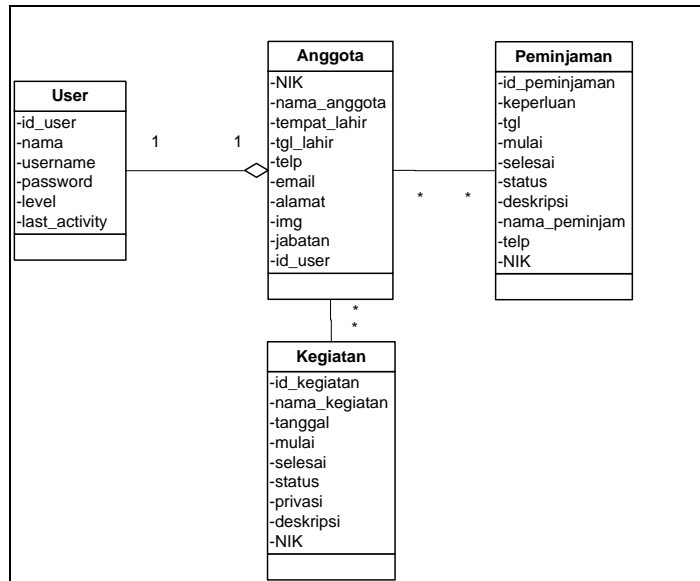 User
-id_user
-nama
-username
-password
-level
-last_activity
1
1
Anggota
-NIK
-nama_anggota
-tempat_lahir
-tgl_lahir
-telp
-email
-alamat
-img
-jabatan
-id_user
*
*
Peminjaman
-id_peminjaman
-keperluan
-tgl
-mulai
-selesai
-status
-deskripsi
-nama_peminjam
-telp
-NIK
*
*
Kegiatan
-id_kegiatan
-nama_kegiatan
-tanggal
-mulai
-selesai
-status
-privasi
-deskripsi
-NIK